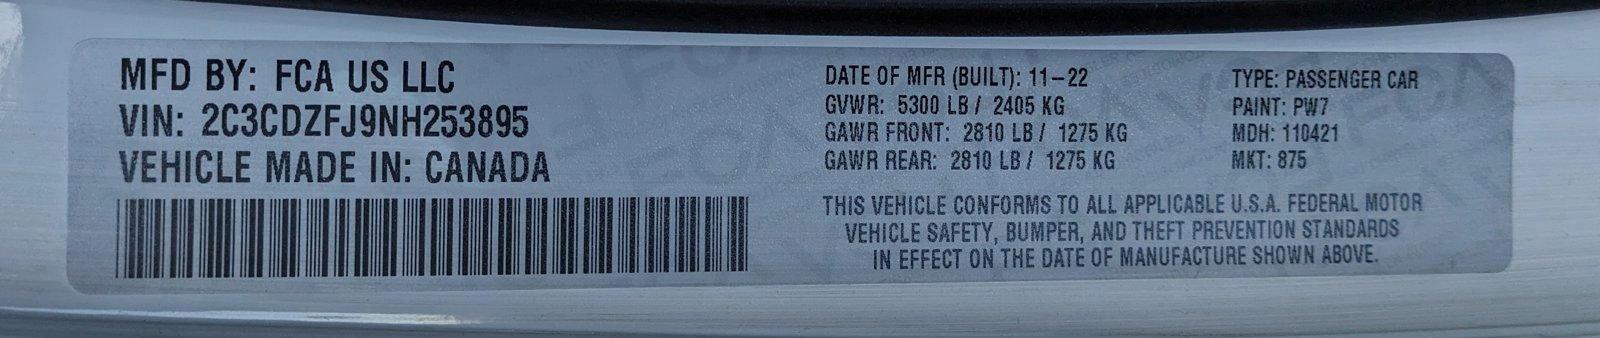 MFD BY: FCA US LLC
VIN: 2C3CDZFJ9NH253895
VEHICLE MADE IN: CANADA
DATE OF MFR (BUILT): 11-22
GVWR: 5300 LB / 2405 KG
GAWR FRONT: 2810 LB / 1275 KG
GAWR REAR: 2810 LB / 1275 KG
TYPE: PASSENGER CAR
PAINT: PW7
MDH: 110421
MKT: 875
THIS VEHICLE CONFORMS TO ALL APPLICABLE U.S.A. FEDERAL MOTOR
VEHICLE SAFETY, BUMPER, AND THEFT PREVENTION STANDARDS
IN EFFECT ON THE DATE OF MANUFACTURE SHOWN ABOVE.